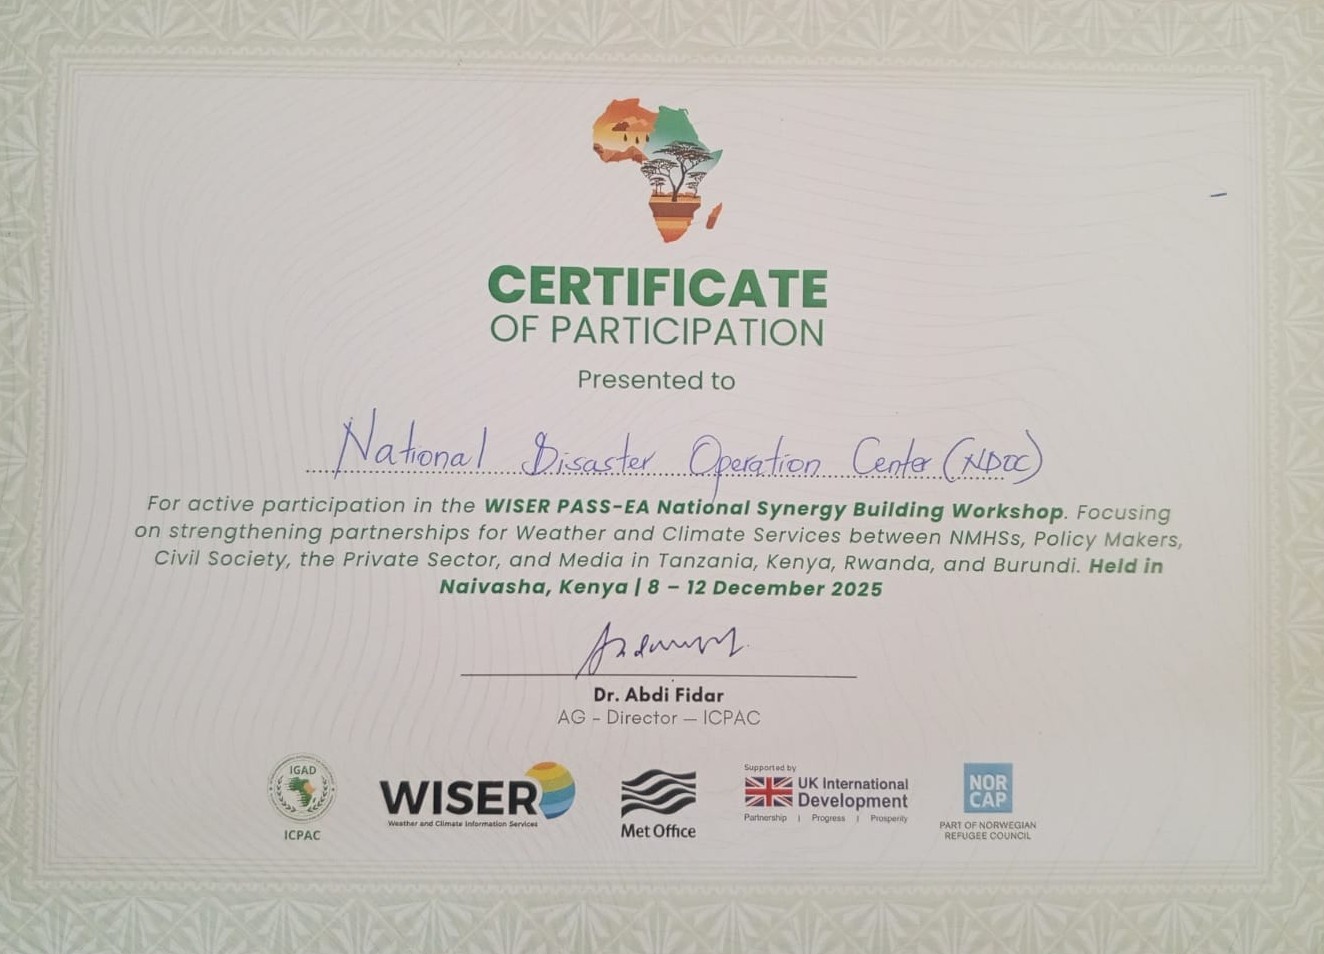 CERTIFICATE
OF PARTICIPATION
Presented to
National Disaster Operation Center (NDOC)
For active participation in the WISER PASS-EA National Synergy Building Workshop. Focusing
on strengthening partnerships for Weather and Climate Services between NMHSs, Policy Makers,
Civil Society, the Private Sector, and Media in Tanzania, Kenya, Rwanda, and Burundi. Held in
Naivasha, Kenya | 8 – 12 December 2025
Dr. Abdi Fidar
AG - Director — ICPAC
IGAD
ICPAC
WISER
Weather and Climate Information Services
Met Office
Supported by
UK International
Development
Partnership | Progress | Prosperity
NOR
CAP
PART OF NORWEGIAN
REFUGEE COUNCIL